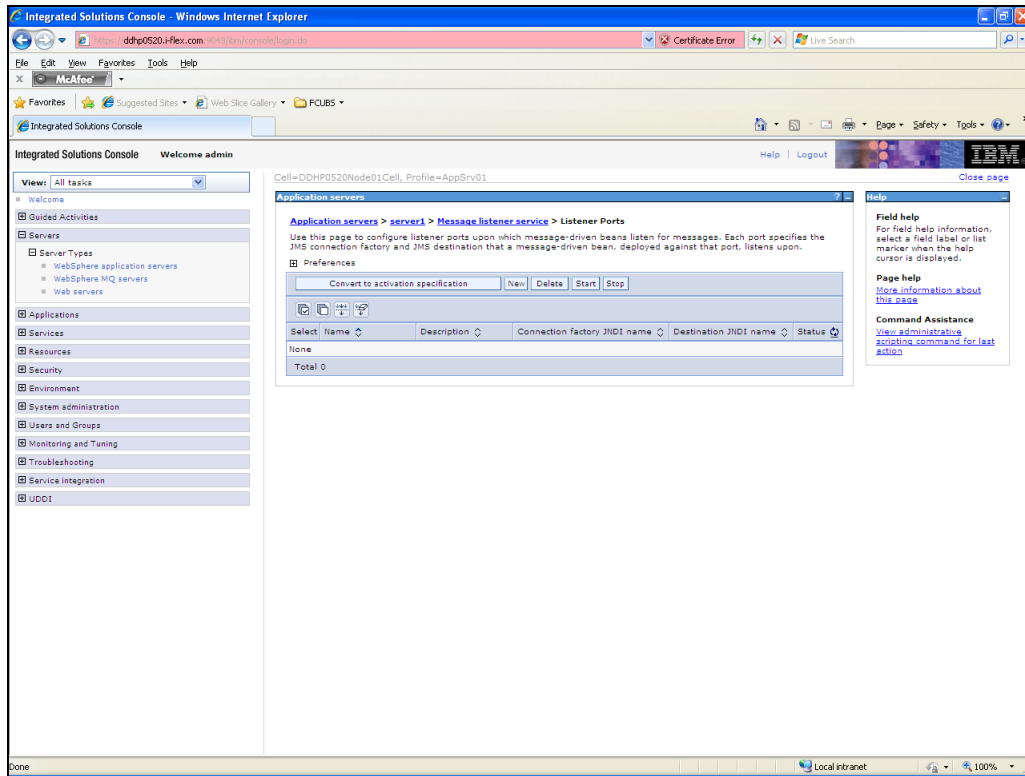 Integrated Solutions Console - Windows Internet Explorer
https://ddhp0520.i-flex.com:9043/ibm/console/login.do
Certificate Error
Live Search
File Edit View Favorites Tools Help
McAfee
Favorites Suggested Sites Web Slice Gallery FCUBS
Integrated Solutions Console
Page Safety Tools
Integrated Solutions Console Welcome admin
Help | Logout
IBM.
View: All tasks
Welcome
Guided Activities
Servers
Server Types
WebSphere application servers
WebSphere MQ servers
Web servers
Applications
Services
Resources
Security
Environment
System administration
Users and Groups
Monitoring and Tuning
Troubleshooting
Service integration
UDDI
Cell=DDHP0520Node01Cell, Profile=AppSrv01
Close page
Application servers
? -
Application servers > server1 > Message listener service > Listener Ports
Use this page to configure listener ports upon which message-driven beans listen for messages. Each port specifies the
JMS connection factory and JMS destination that a message-driven bean, deployed against that port, listens upon.
Preferences
Convert to activation specification New Delete Start Stop
Select Name Description Connection factory JNDI name Destination JNDI name Status
None
Total 0
Help
Field help
For field help information,
select a field label or list
marker when the help
cursor is displayed.
Page help
More information about
this page
Command Assistance
View administrative
scripting command for last
action
Done
Local intranet
100%